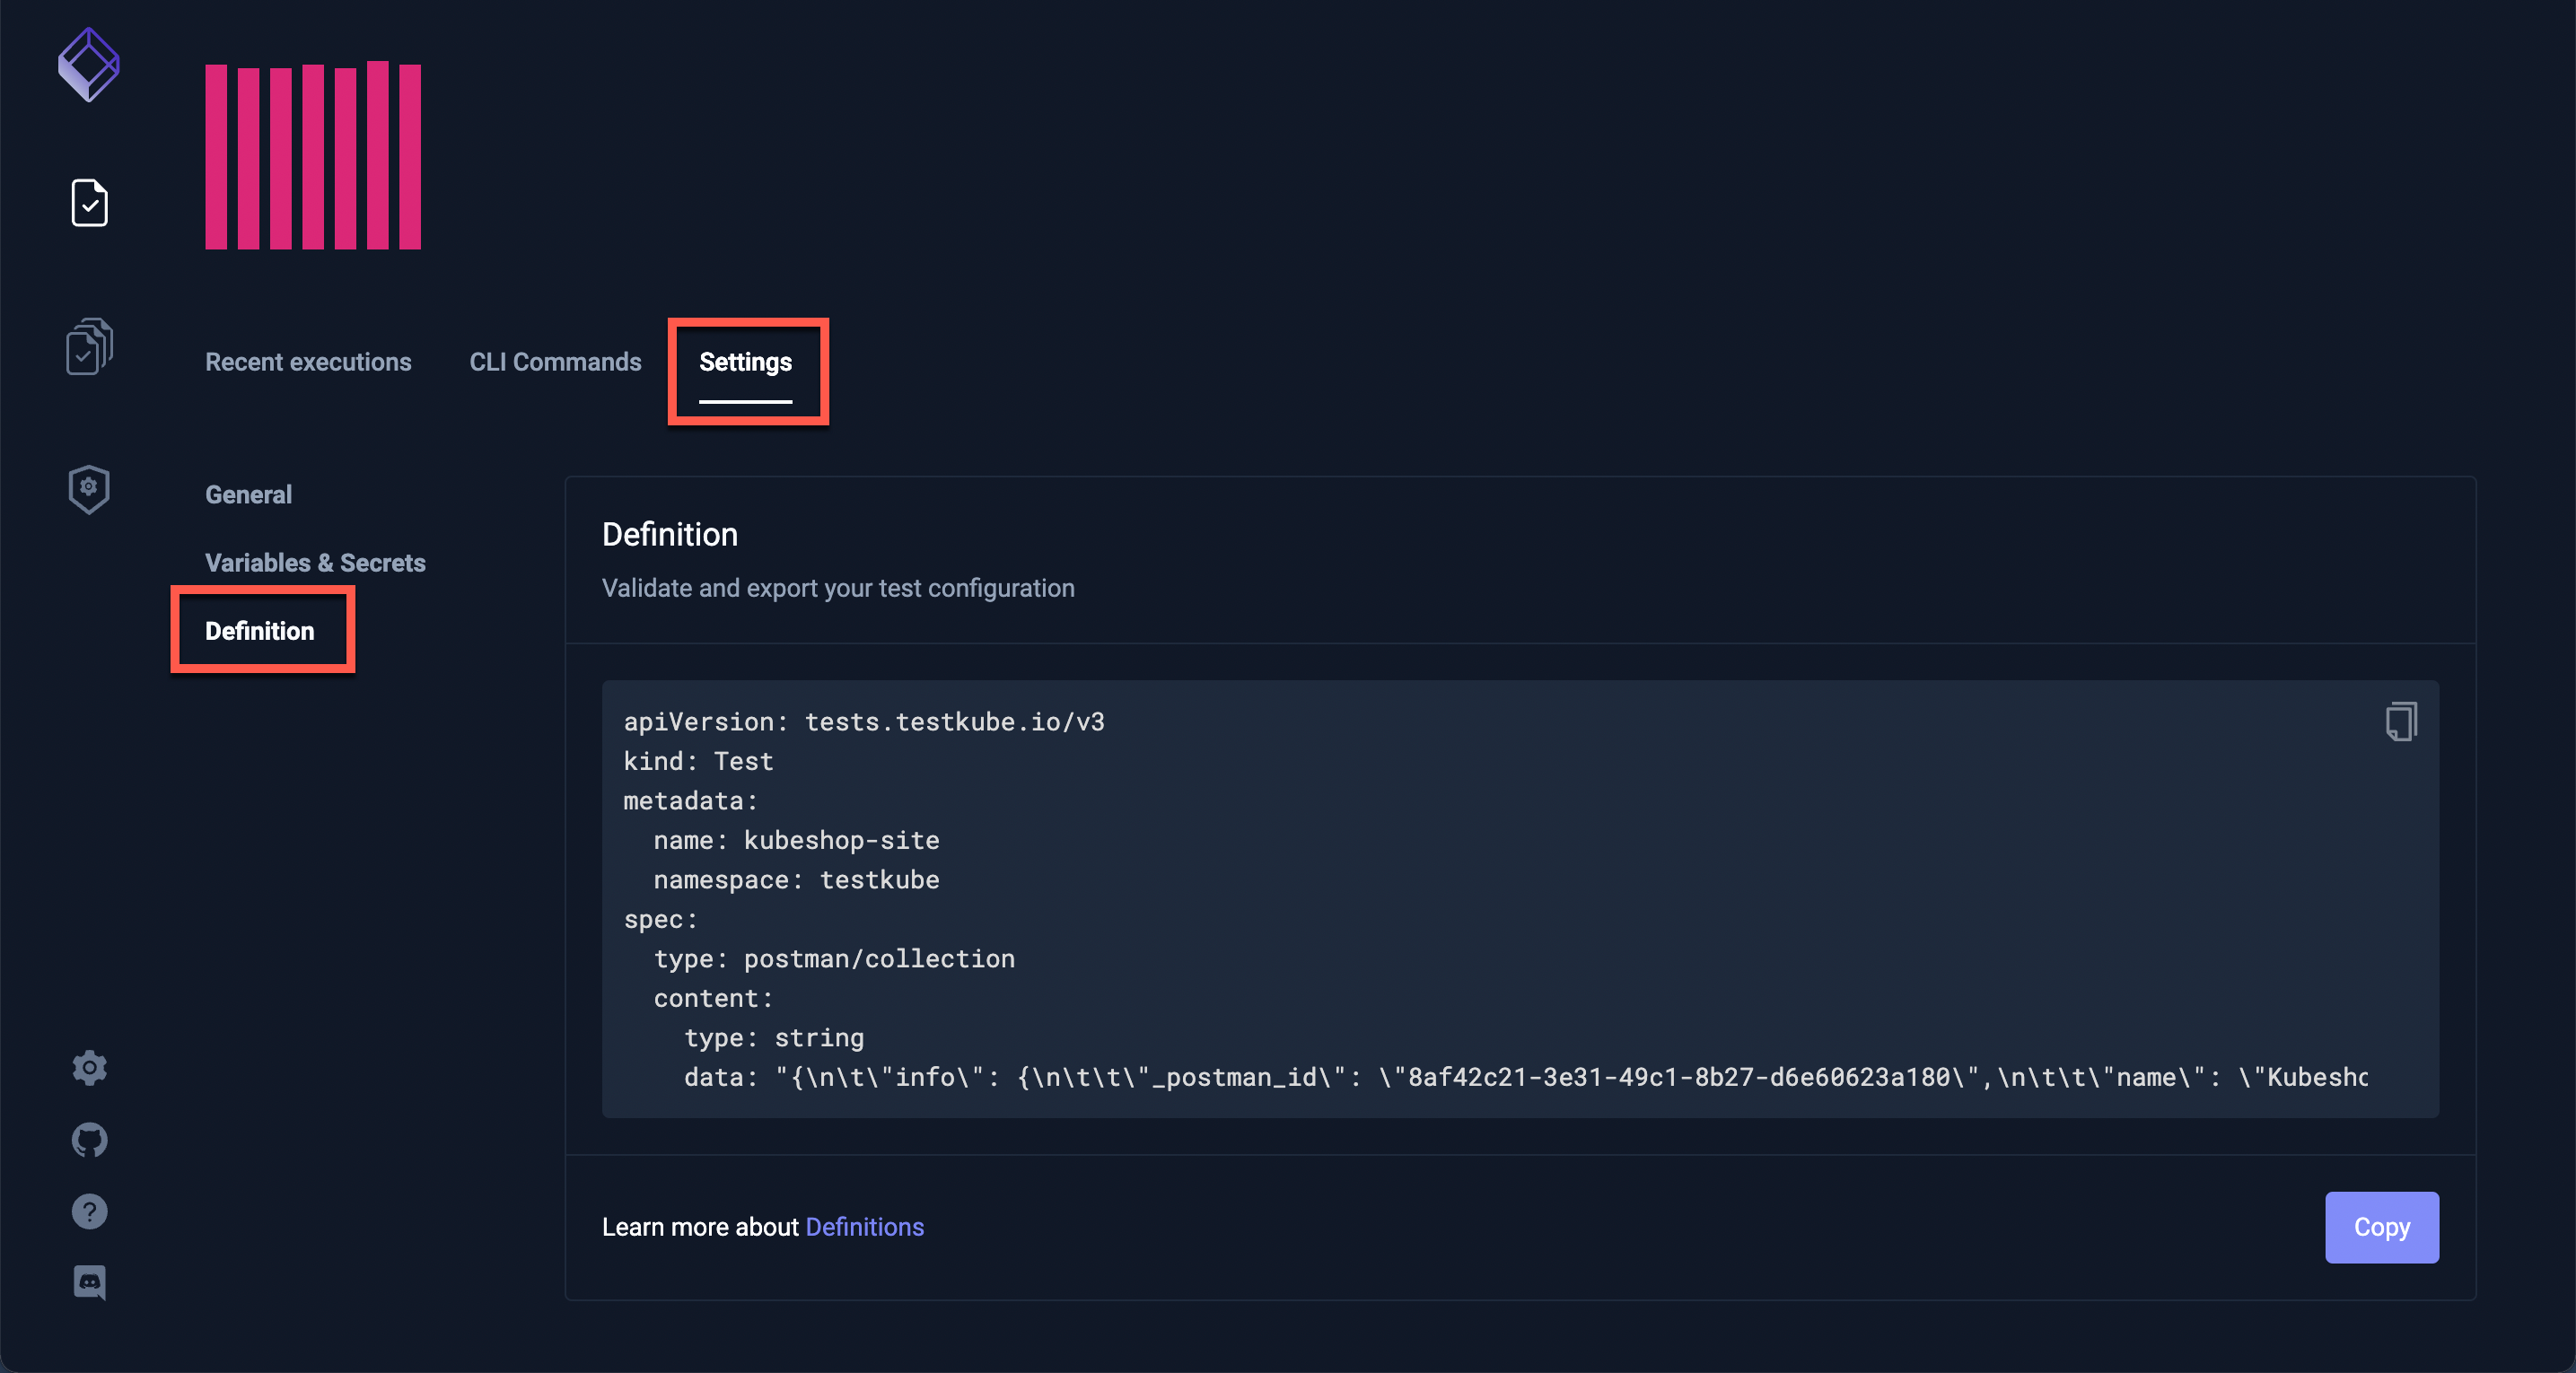 Recent executions
CLI Commands
Settings
General
Variables & Secrets
Definition
Definition
Validate and export your test configuration
apiVersion: tests.testkube.io/v3
kind: Test
metadata:
  name: kubeshop-site
  namespace: testkube
spec:
  type: postman/collection
  content:
    type: string
    data: "{\n\t\"info\": {\n\t\t\"_postman_id\": \"8af42c21-3e31-49c1-8b27-d6e60623a180\",\n\t\t\"name\": \"Kubesho
Learn more about Definitions
Copy